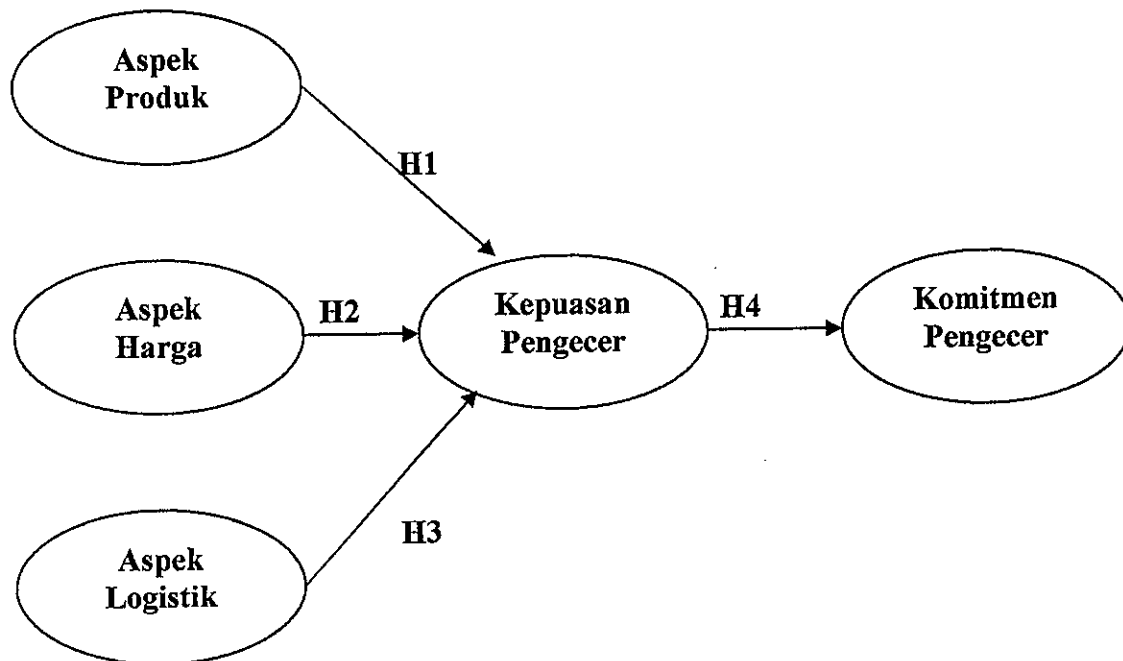 Aspek
Produk
H1
Aspek
Harga
H2
Kepuasan
Pengecer
H4
Komitmen
Pengecer
H3
Aspek
Logistik